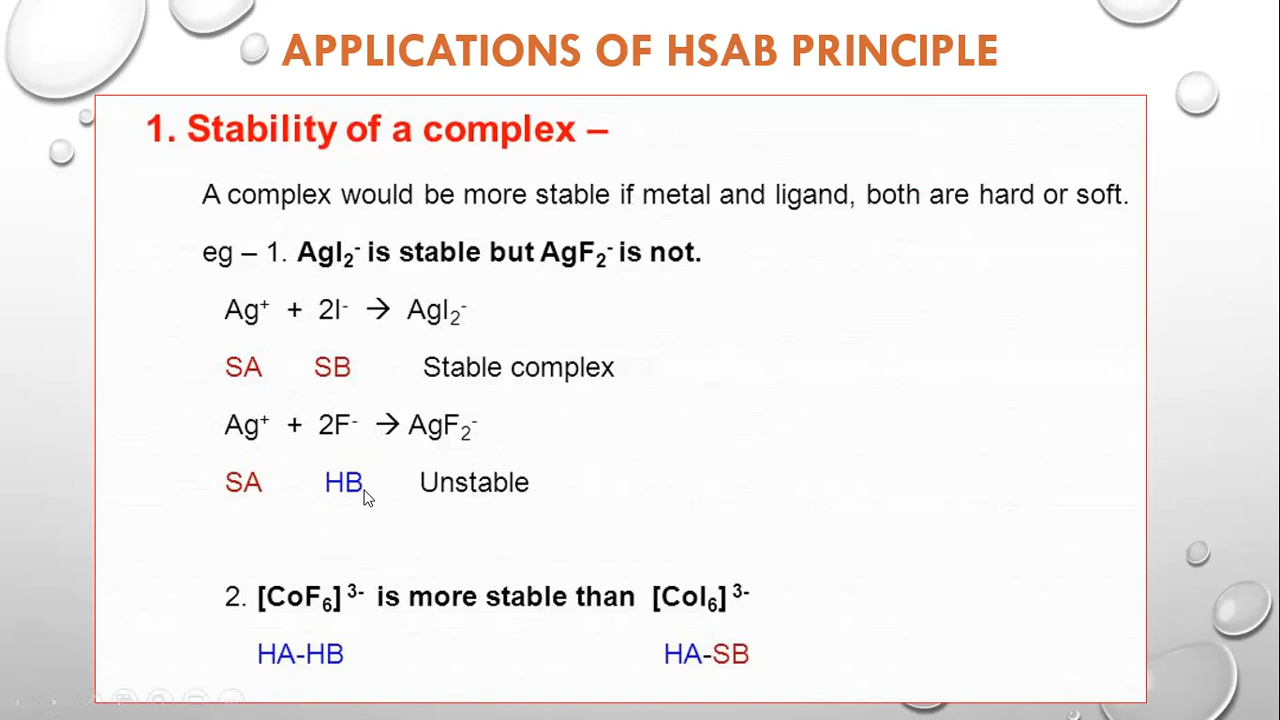 APPLICATIONS OF HSAB PRINCIPLE
1. Stability of a complex –
A complex would be more stable if metal and ligand, both are hard or soft.
eg – 1. AgI₂⁻ is stable but AgF₂⁻ is not.
Ag⁺ + 2I⁻ → AgI₂⁻
SA SB Stable complex
Ag⁺ + 2F⁻ → AgF₂⁻
SA HB Unstable
2. [CoF₆]³⁻ is more stable than [CoI₆]³⁻
HA-HB HA-SB